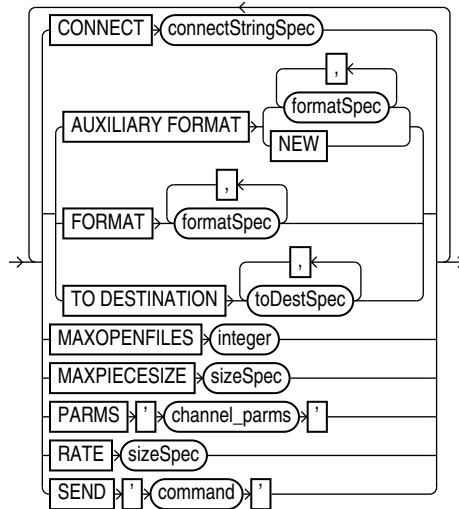 CONNECT connectStringSpec
,
AUXILIARY FORMAT formatSpec
NEW
,
FORMAT formatSpec
,
TO DESTINATION toDestSpec
MAXOPENFILES integer
MAXPIECESIZE sizeSpec
PARMS ' channel_parms '
RATE sizeSpec
SEND ' command '